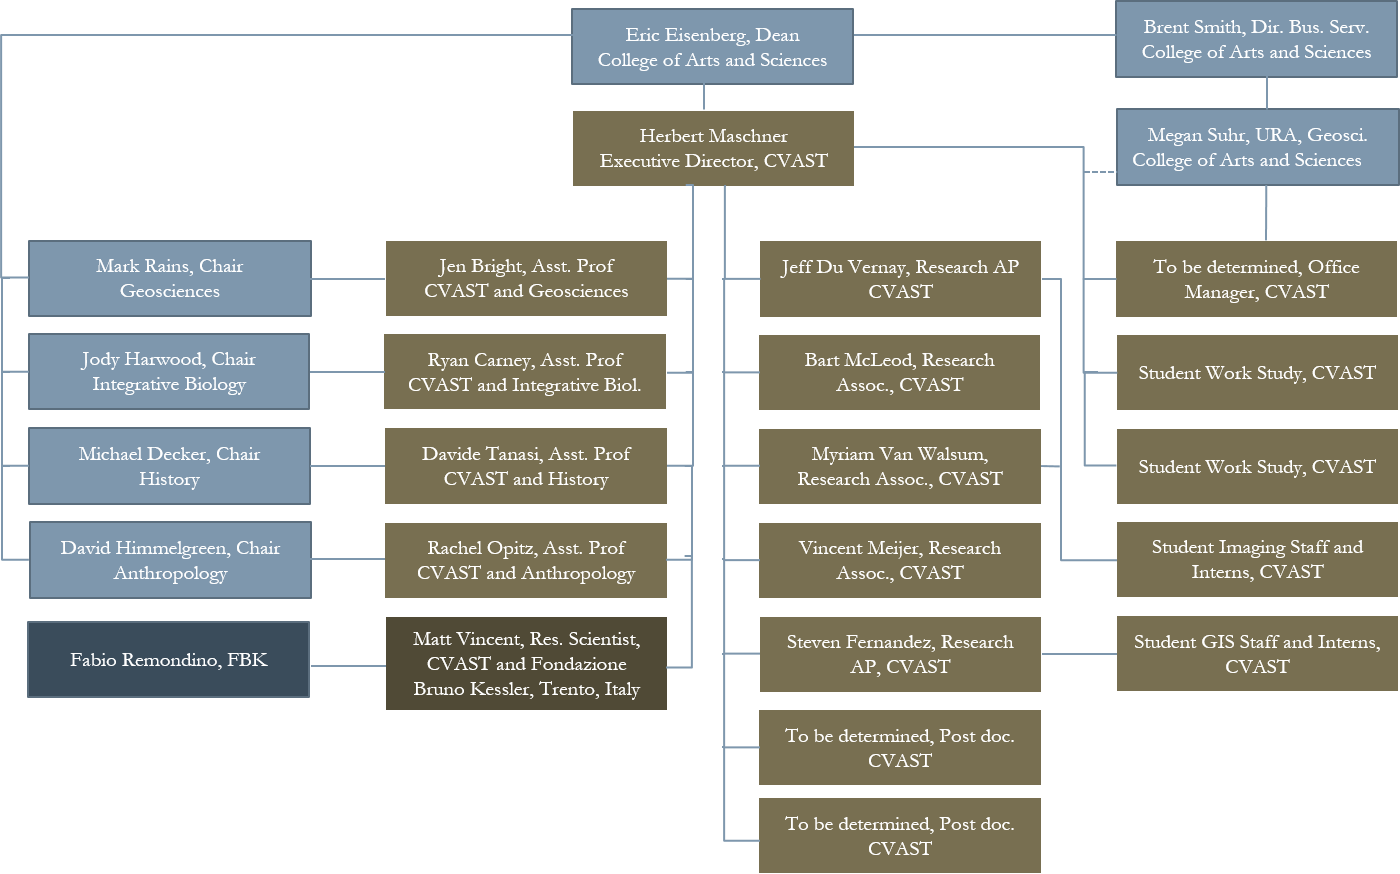 Eric Eisenberg, Dean
College of Arts and Sciences
Brent Smith, Dir. Bus. Serv.
College of Arts and Sciences
Herbert Maschner
Executive Director, CVAST
Megan Suhr, URA, Geosci.
College of Arts and Sciences
Mark Rains, Chair
Geosciences
Jen Bright, Asst. Prof
CVAST and Geosciences
Jeff Du Vernay, Research AP
CVAST
To be determined, Office
Manager, CVAST
Jody Harwood, Chair
Integrative Biology
Ryan Carney, Asst. Prof
CVAST and Integrative Biol.
Bart McLeod, Research
Assoc., CVAST
Student Work Study, CVAST
Michael Decker, Chair
History
Davide Tanasi, Asst. Prof
CVAST and History
Myriam Van Walsum,
Research Assoc., CVAST
Student Work Study, CVAST
David Himmelgreen, Chair
Anthropology
Rachel Opitz, Asst. Prof
CVAST and Anthropology
Vincent Meijer, Research
Assoc., CVAST
Student Imaging Staff and
Interns, CVAST
Fabio Remondino, FBK
Matt Vincent, Res. Scientist,
CVAST and Fondazione
Bruno Kessler, Trento, Italy
Steven Fernandez, Research
AP, CVAST
Student GIS Staff and Interns,
CVAST
To be determined, Post doc.
CVAST
To be determined, Post doc.
CVAST